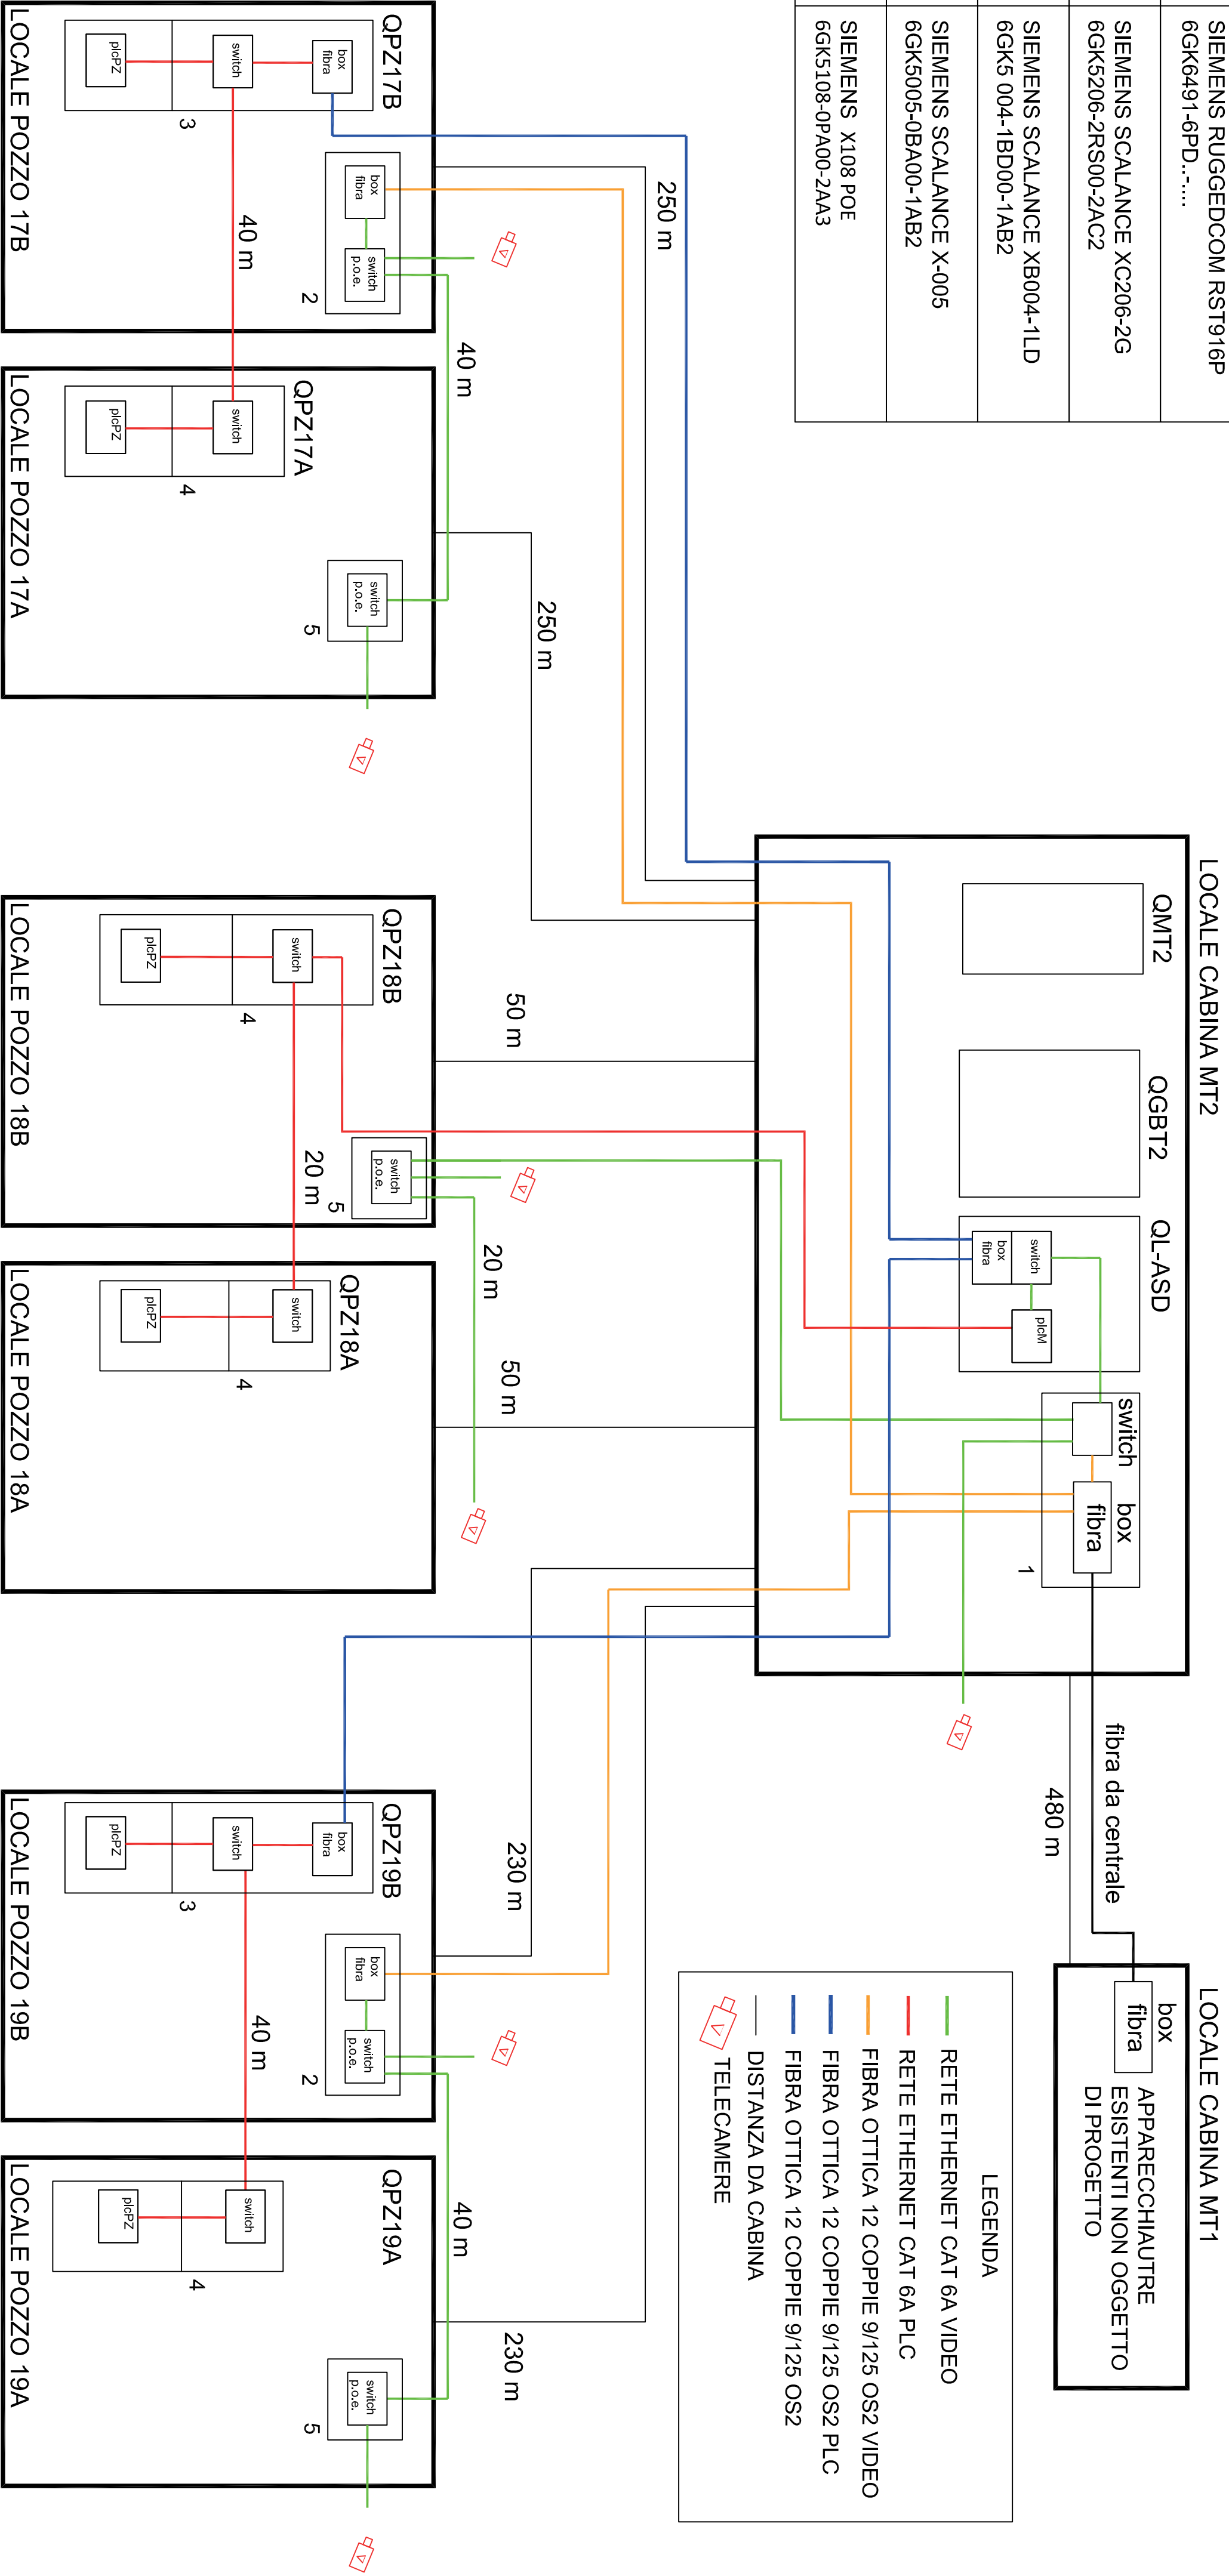 SIEMENS RUGGEDCOM RST916P
6GK6491-6PD..-....
SIEMENS SCALANCE XC206-2G
6GK5206-2RS00-2AC2
SIEMENS SCALANCE XB004-1LD
6GK5 004-1BD00-1AB2
SIEMENS SCALANCE X-005
6GK5005-0BA00-1AB2
SIEMENS X108 POE
6GK5108-0PA00-2AA3
LOCALE CABINA MT2
QMT2
QGBT2
QL-ASD
switch
box
fibra
plcM
switch
box
fibra
1
fibra da centrale
480 m
LOCALE CABINA MT1
box
fibra
APPARECCHIAUTRE
ESISTENTI NON OGGETTO
DI PROGETTO
LEGENDA
RETE ETHERNET CAT 6A VIDEO
RETE ETHERNET CAT 6A PLC
FIBRA OTTICA 12 COPPIE 9/125 OS2 VIDEO
FIBRA OTTICA 12 COPPIE 9/125 OS2 PLC
FIBRA OTTICA 12 COPPIE 9/125 OS2
DISTANZA DA CABINA
TELECAMERE
250 m
250 m
50 m
50 m
230 m
230 m
QPZ17B
box
fibra
switch
plcPZ
3
box
fibra
switch
p.o.e.
2
40 m
40 m
LOCALE POZZO 17B
QPZ17A
switch
plcPZ
4
switch
p.o.e.
5
LOCALE POZZO 17A
QPZ18B
switch
plcPZ
4
switch
p.o.e.
5
20 m
20 m
LOCALE POZZO 18B
QPZ18A
switch
plcPZ
4
LOCALE POZZO 18A
QPZ19B
box
fibra
switch
plcPZ
3
box
fibra
switch
p.o.e.
2
40 m
40 m
LOCALE POZZO 19B
QPZ19A
switch
plcPZ
4
switch
p.o.e.
5
LOCALE POZZO 19A